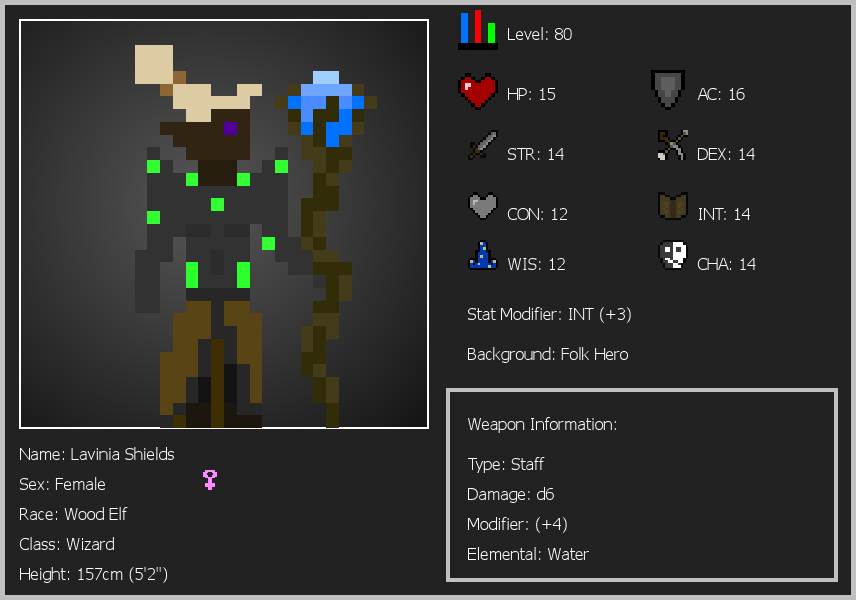 Level: 80
HP: 15
AC: 16
STR: 14
DEX: 14
CON: 12
INT: 14
WIS: 12
CHA: 14
Stat Modifier: INT (+3)
Background: Folk Hero
Weapon Information:
Type: Staff
Damage: d6
Modifier: (+4)
Elemental: Water
Name: Lavinia Shields
Sex: Female
Race: Wood Elf
Class: Wizard
Height: 157cm (5'2")